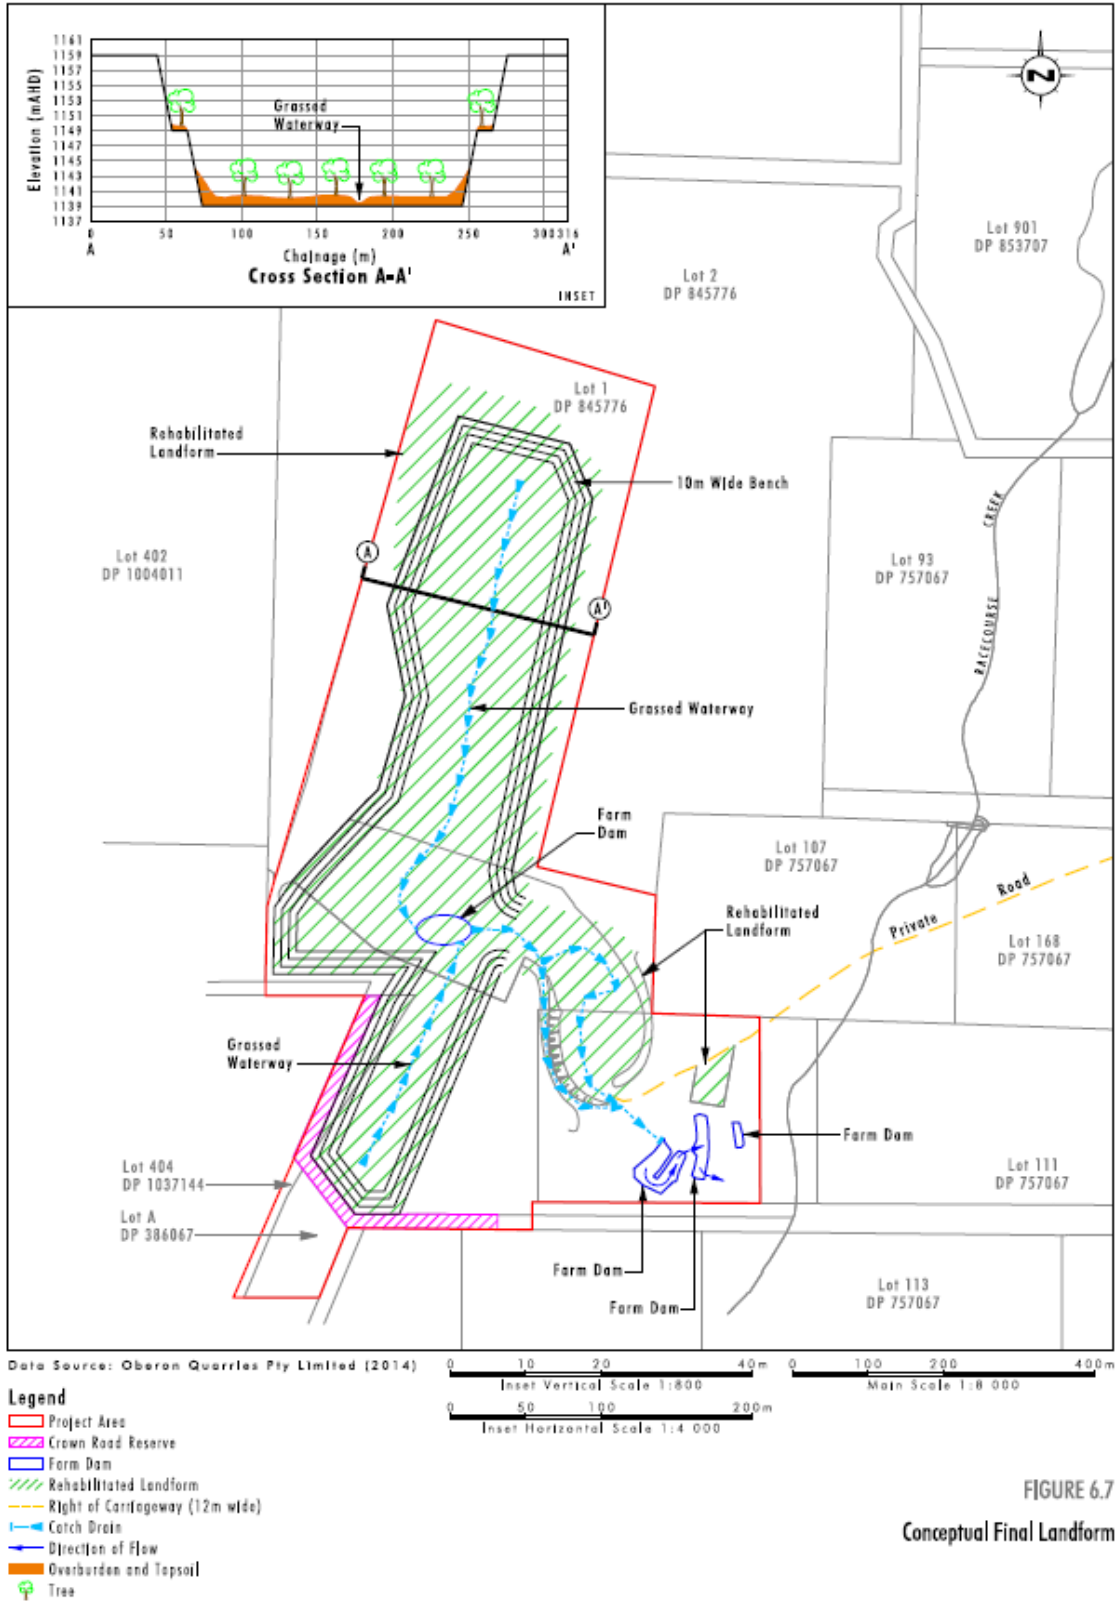 1161
1159
1157
1155
1153
1151
1149
1147
1145
1143
1141
1139
1137
Elevation (mAHD)
Grassed
Waterway
0 50 100 150 200 250 300 316
A A'
Chainage (m)
Cross Section A-A'
INSET
N
Lot 901
DP 853707
Lot 2
DP 845776
Lot 1
DP 845776
Rehabilitated
Landform
10m Wide Bench
CREEK
RACECOURSE
Lot 402
DP 1004011
Lot 93
DP 757067
A
A'
Grassed Waterway
Farm
Dam
Lot 107
DP 757067
Private Road
Rehabilitated
Landform
Lot 168
DP 757067
Grassed
Waterway
Farm Dam
Lot 404
DP 1037144
Lot 111
DP 757067
Lot A
DP 386067
Farm Dam
Farm Dam
Lot 113
DP 757067
Data Source: Oberon Quarries Pty Limited (2014)
0 10 20 40m
Inset Vertical Scale 1:800
0 100 200 400m
Main Scale 1:8 000
0 50 100 200m
Inset Horizontal Scale 1:4 000
Legend
Project Area
Crown Road Reserve
Farm Dam
Rehabilitated Landform
Right of Carriageway (12m wide)
Catch Drain
Direction of Flow
Overburden and Topsoil
Tree
FIGURE 6.7
Conceptual Final Landform